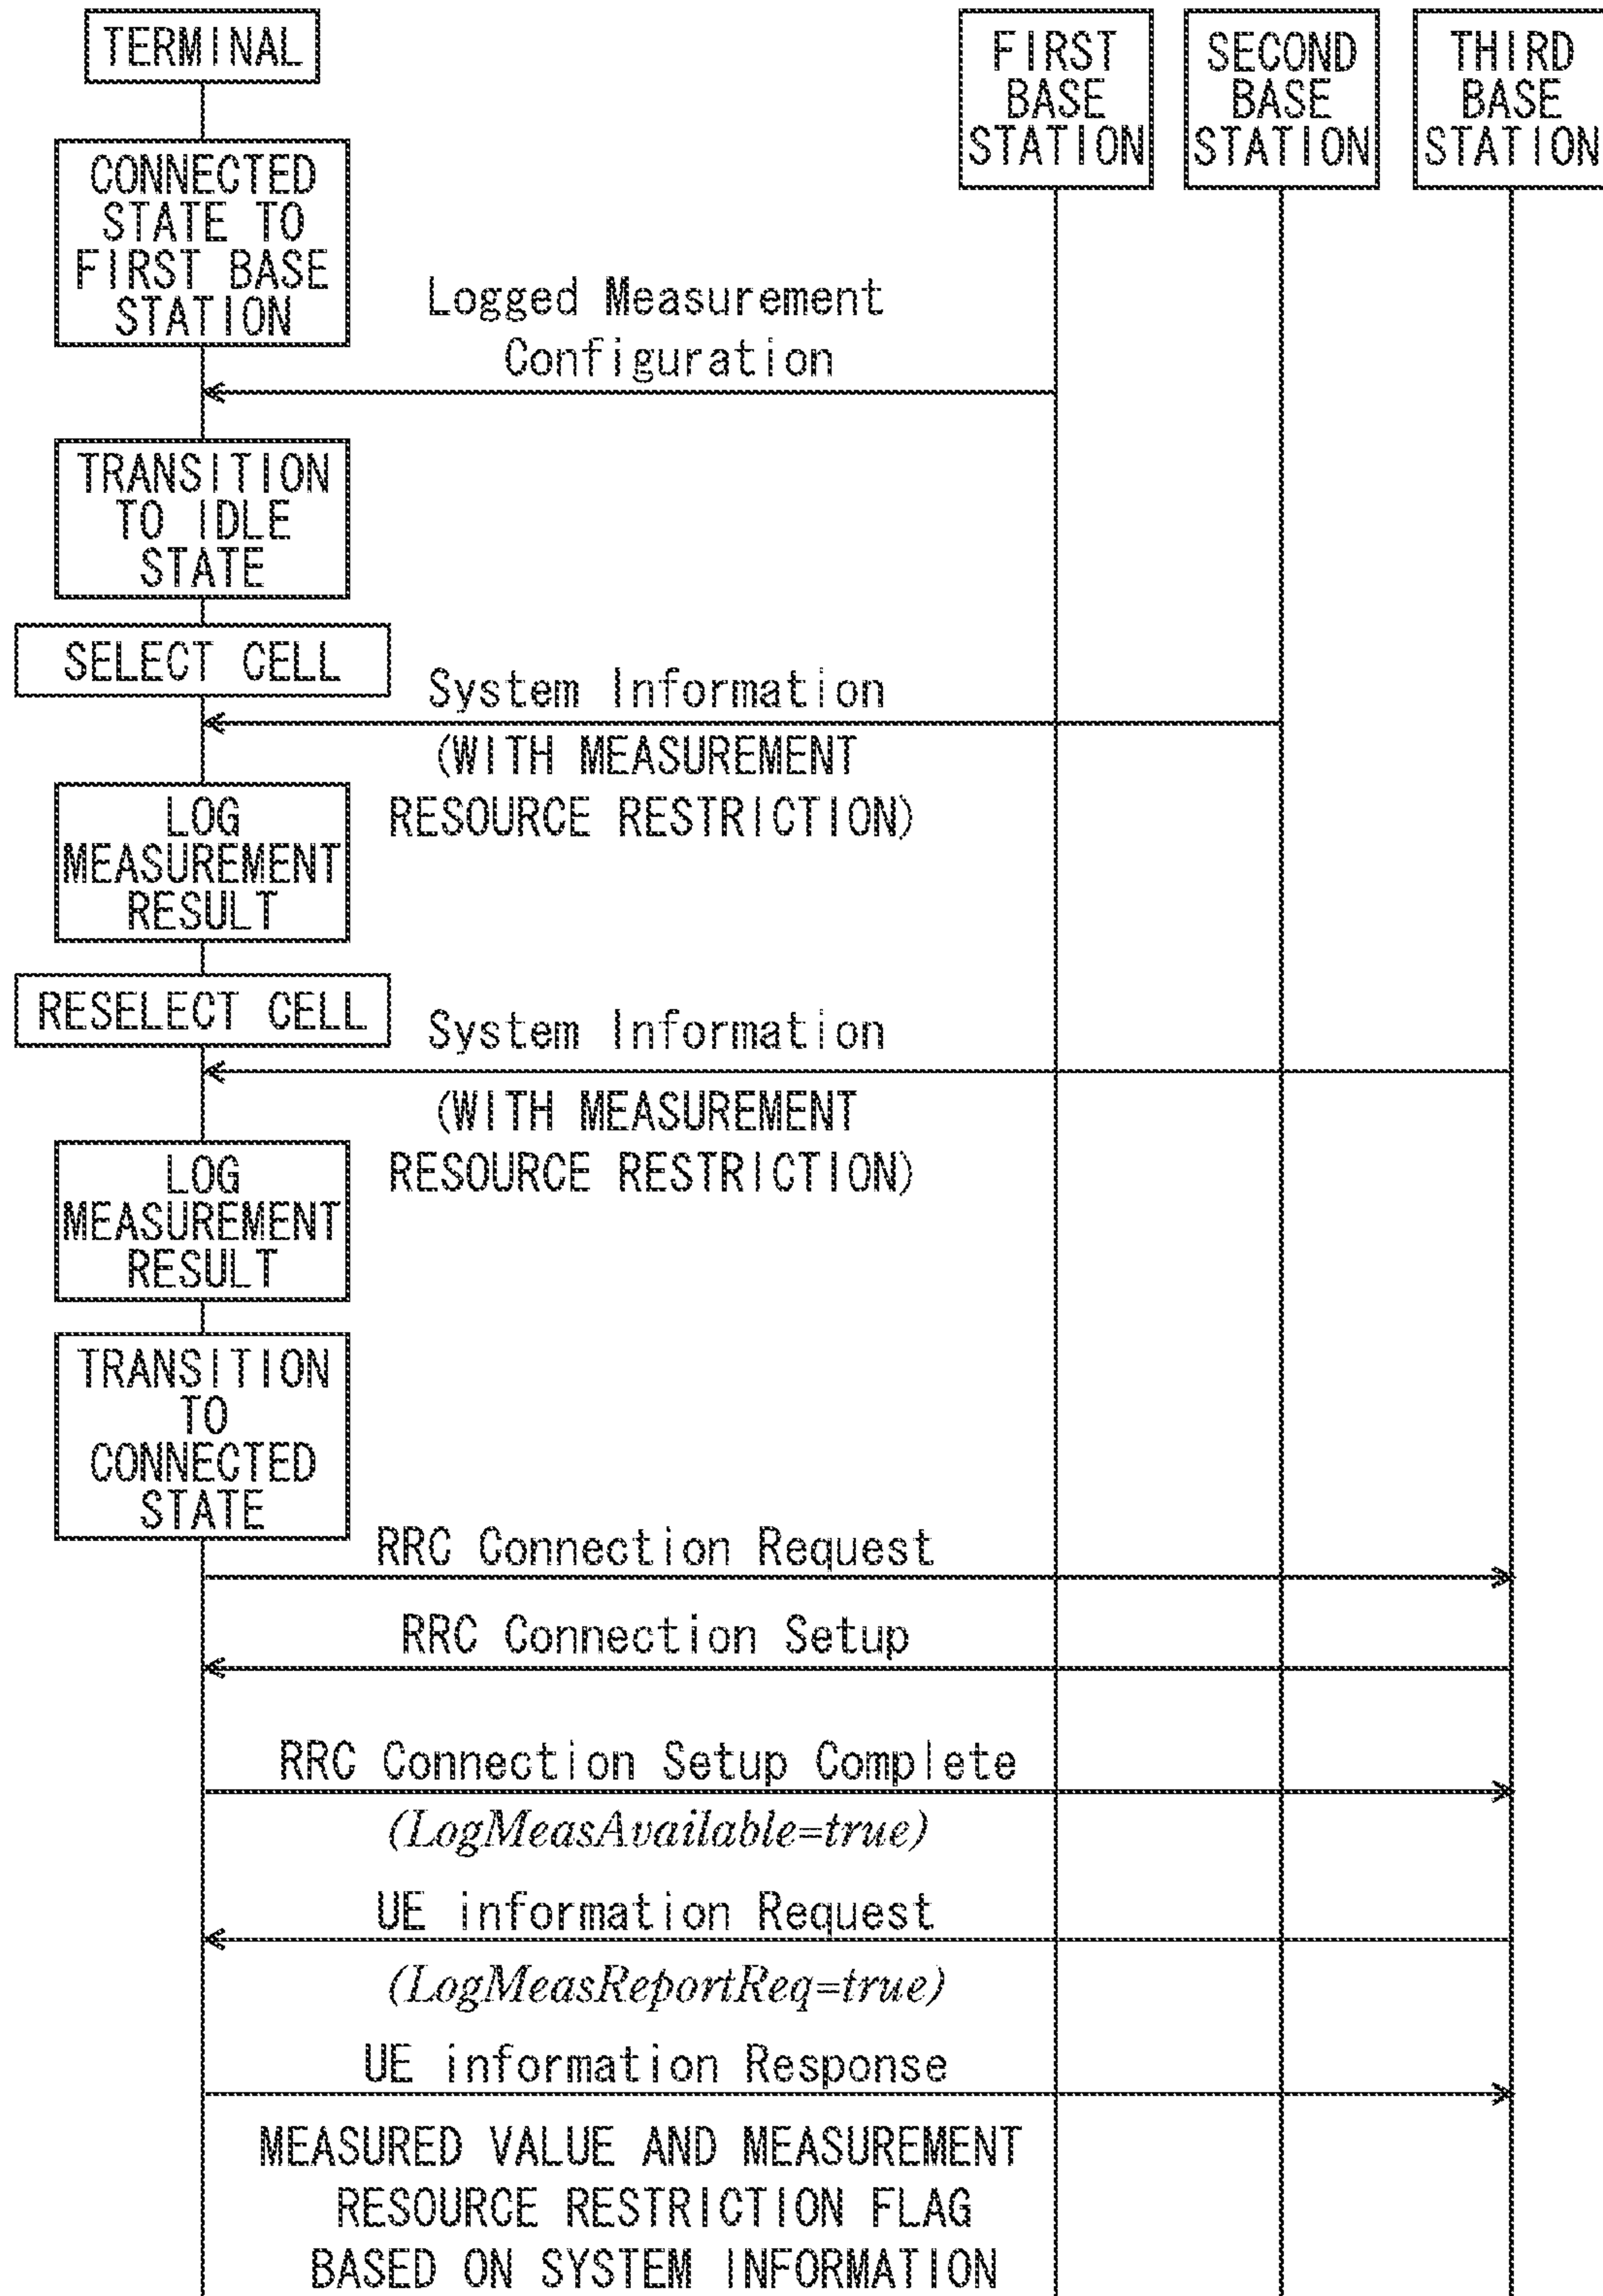 TERMINAL
FIRST
BASE
STATION
SECOND
BASE
STATION
THIRD
BASE
STATION
CONNECTED
STATE TO
FIRST BASE
STATION
Logged Measurement
Configuration
TRANSITION
TO IDLE
STATE
SELECT CELL
System Information
(WITH MEASUREMENT
RESOURCE RESTRICTION)
LOG
MEASUREMENT
RESULT
RESELECT CELL
System Information
(WITH MEASUREMENT
RESOURCE RESTRICTION)
LOG
MEASUREMENT
RESULT
TRANSITION
TO
CONNECTED
STATE
RRC Connection Request
RRC Connection Setup
RRC Connection Setup Complete
(LogMeasAvailable=true)
UE information Request
(LogMeasReportReq=true)
UE information Response
MEASURED VALUE AND MEASUREMENT
RESOURCE RESTRICTION FLAG
BASED ON SYSTEM INFORMATION